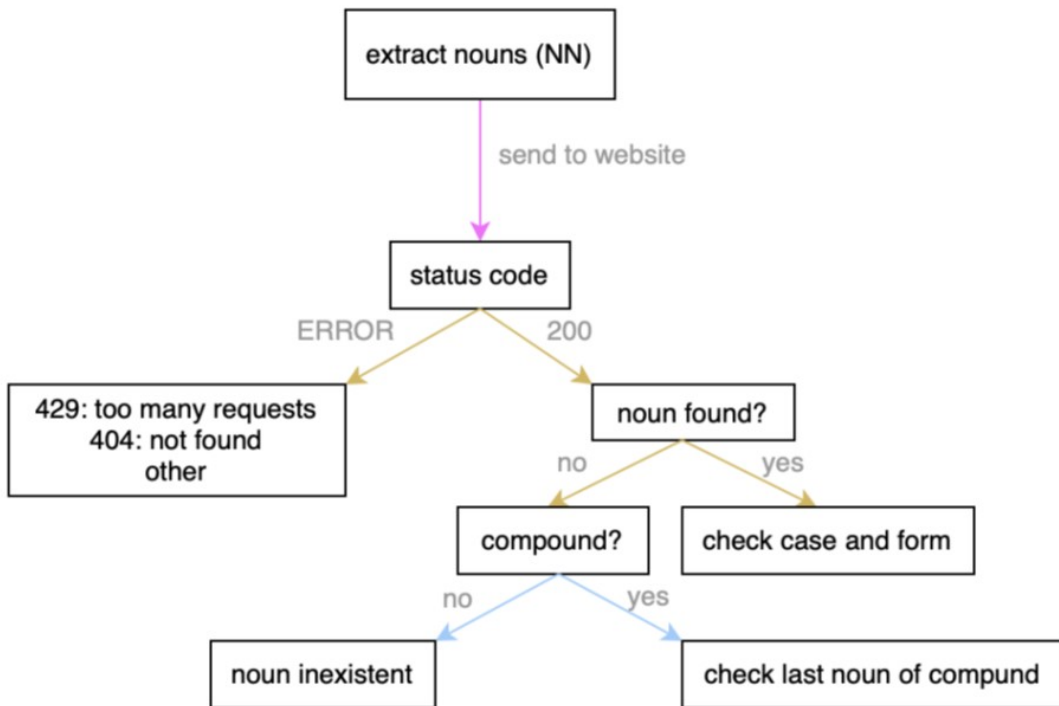 extract nouns (NN)
send to website
status code
ERROR
200
429: too many requests
404: not found
other
noun found?
no
yes
compound?
check case and form
no
yes
noun inexistent
check last noun of compund